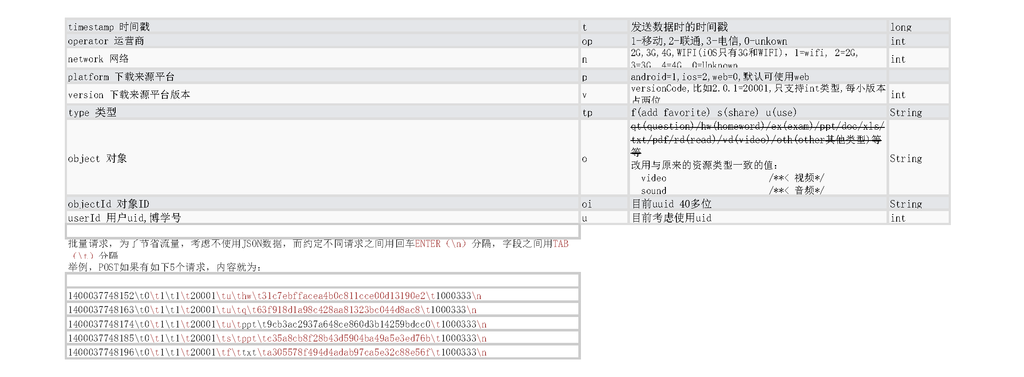 timestamp 时间戳 t 发送数据时的时间戳 long
operator 运营商 op 1-移动,2-联通,3-电信,0-unkown int
network 网络 n 2G,3G,4G,WIFI(iOS只有3G和WIFI), 1=wifi, 2=2G, int
3=3G, 4=4G, 0=Unknown
platform 下载来源平台 p android=1,ios=2,web=0,默认可使用web
version 下载来源平台版本 v versionCode,比如2.0.1=20001,只支持int类型,每小版本 int
占两位
type 类型 tp f(add favorite) s(share) u(use) String
qt(question)/hw(homeword)/ex(exam)/ppt/doc/xls/
txt/pdf/rd(read)/vd(video)/oth(other其他类型)等
等
object 对象 o String
改用与原来的资源类型一致的值:
video /**< 视频*/
sound /**< 音频*/
objectId 对象ID oi 目前uuid 40多位 String
userId 用户uid,博学号 u 目前考虑使用uid int
批量请求, 为了节省流量, 考虑不使用JSON数据, 而约定不同请求之间用回车ENTER (\n) 分隔, 字段之间用TAB
(\t) 分隔
举例, POST如果有如下5个请求, 内容就为:
1400037748152\t0\t1\t1\t20001\tu\thw\t31c7ebffacea4b0c811cce00d13190e2\t1000333\n
1400037748163\t0\t1\t1\t20001\tu\tq\t63f918d1a98c428aa81323bc044d8ac8\t1000333\n
1400037748174\t0\t1\t1\t20001\tu\tppt\t9cb3ac2937a648ce860d3b14259bdcc0\t1000333\n
1400037748185\t0\t1\t1\t20001\ts\tppt\tc35a8cb8f28b43d5904ba49a5e3ed76b\t1000333\n
1400037748196\t0\t1\t1\t20001\tf\ttxt\ta305578f494d4adab97ca5e32c88e56f\t1000333\n